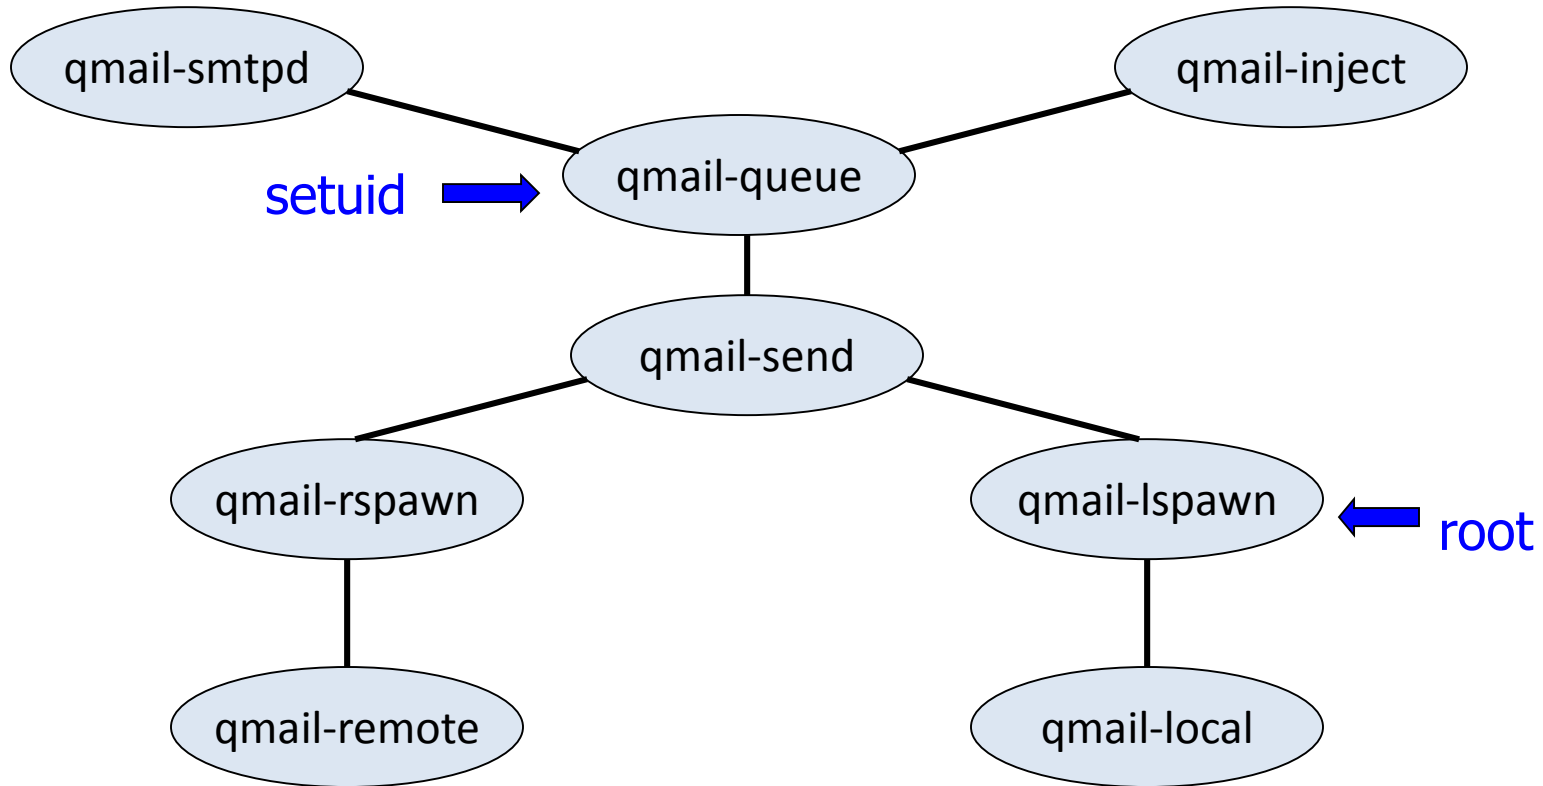 qmail-smtpd
qmail-inject
qmail-queue
setuid
qmail-send
qmail-rspawn
qmail-lspawn
root
qmail-remote
qmail-local